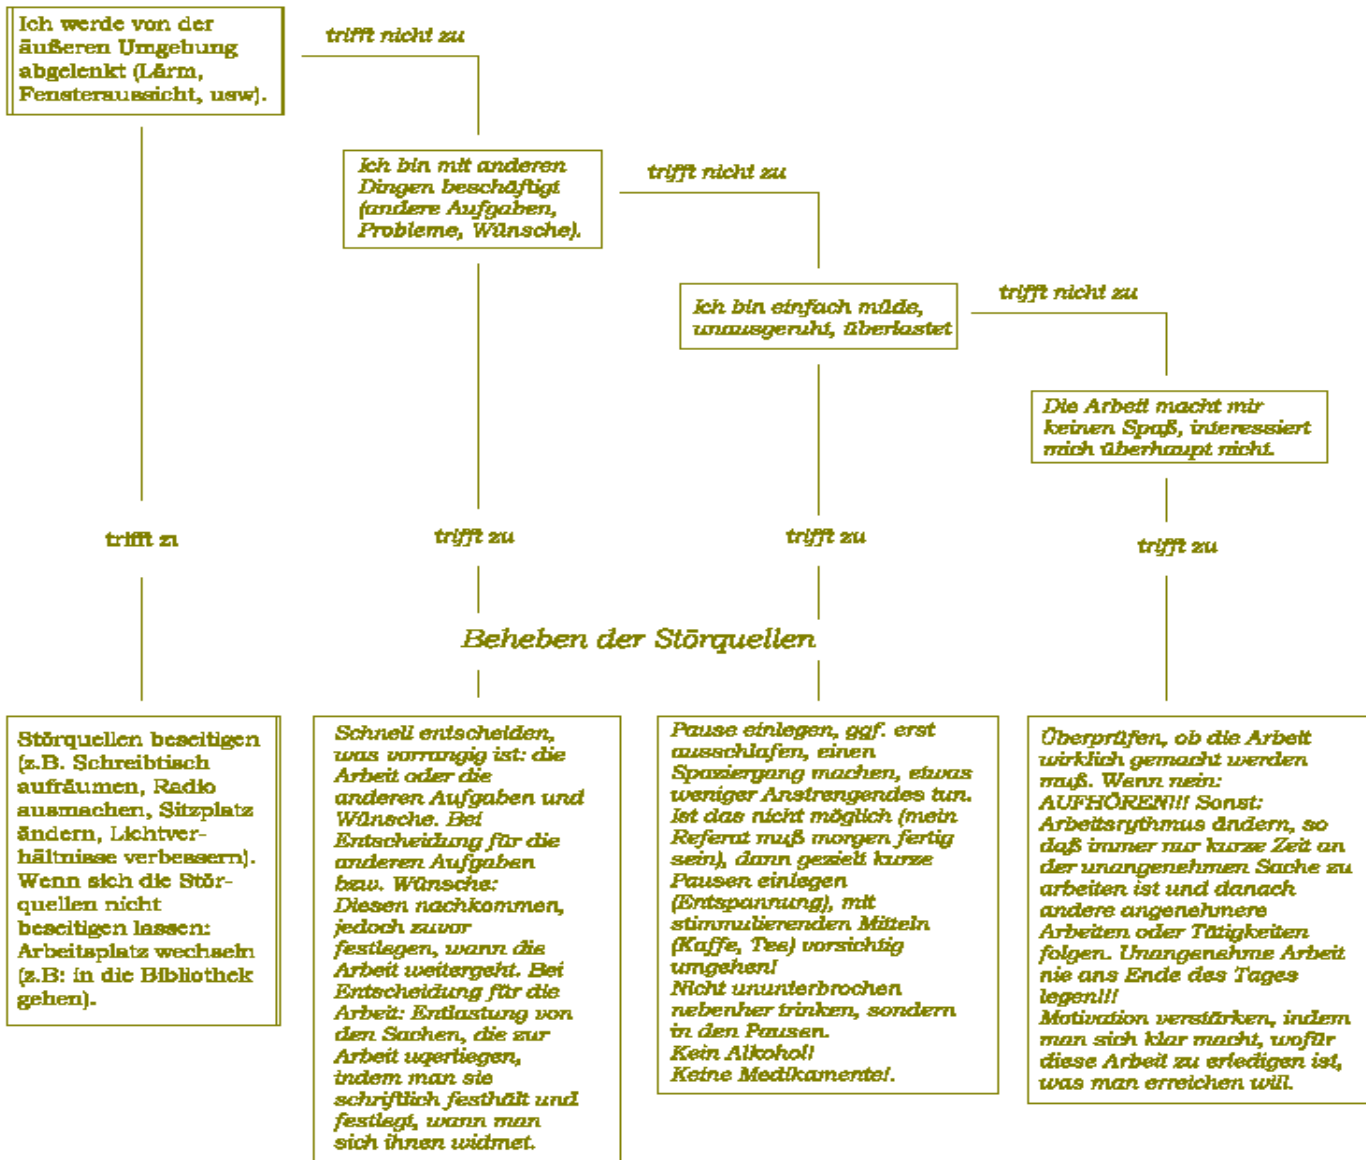 Ich werde von der
äußeren Umgebung
abgelenkt (Lärm,
Fensteraussicht, usw).
trifft nicht zu
Ich bin mit anderen
Dingen beschäftigt
(andere Aufgaben,
Probleme, Wünsche).
trifft nicht zu
Ich bin einfach müde,
unausgeruht, überlastet
trifft nicht zu
Die Arbeit macht mir
keinen Spaß, interessiert
mich überhaupt nicht.
trifft zu
trifft zu
trifft zu
trifft zu
Beheben der Störquellen
Störquellen beseitigen
(z.B. Schreibtisch
aufräumen, Radio
ausmachen, Sitzplatz
ändern, Lichtver-
hältnisse verbessern).
Wenn sich die Stör-
quellen nicht
beseitigen lassen:
Arbeitsplatz wechseln
(z.B: in die Bibliothek
gehen).
Schnell entscheiden,
was vorrangig ist: die
Arbeit oder die
anderen Aufgaben und
Wünsche. Bei
Entscheidung für die
anderen Aufgaben
bzw. Wünsche:
Diesen nachkommen,
jedoch zuvor
festlegen, wann die
Arbeit weitergeht. Bei
Entscheidung für die
Arbeit: Entlastung von
den Sachen, die zur
Arbeit uqerliegen,
indem man sie
schriftlich festhält und
festlegt, wann man
sich ihnen widmet.
Pause einlegen, ggf. erst
ausschlafen, einen
Spaziergang machen, etwas
weniger Anstrengendes tun.
Ist das nicht möglich (mein
Referat muß morgen fertig
sein), dann gezielt kurze
Pausen einlegen
(Entspannung), mit
stimmulierenden Mitteln
(Kaffe, Tee) vorsichtig
umgehen!
Nicht ununterbrochen
nebenher trinken, sondern
in den Pausen.
Kein Alkohol!
Keine Medikamente!.
Überprüfen, ob die Arbeit
wirklich gemacht werden
muß. Wenn nein:
AUFHÖREN!!! Sonst:
Arbeitsrythmus ändern, so
daß immer nur kurze Zeit an
der unangenehmen Sache zu
arbeiten ist und danach
andere angenehmere
Arbeiten oder Tätigkeiten
folgen. Unangenehme Arbeit
nie ans Ende des Tages
legen!!!
Motivation verstärken, indem
man sich klar macht, wofür
diese Arbeit zu erledigen ist,
was man erreichen will.